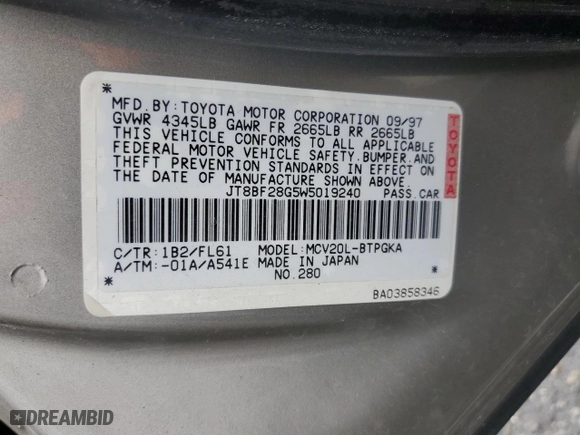 MFD. BY: TOYOTA MOTOR CORPORATION 09/97
GVWR 4345LB GAWR FR 2665LB RR 2665LB
THIS VEHICLE CONFORMS TO ALL APPLICABLE
FEDERAL MOTOR VEHICLE SAFETY, BUMPER, AND
THEFT PREVENTION STANDARDS IN EFFECT ON
THE DATE OF MANUFACTURE SHOWN ABOVE.
JT8BF28G5W5019240 PASS. CAR
TOYOTA
C/TR: 1B2/FL61 MODEL: MCV20L-BTPGKA
A/TM: -01A/A541E MADE IN JAPAN
NO. 280
BA03858346
DREAMBID